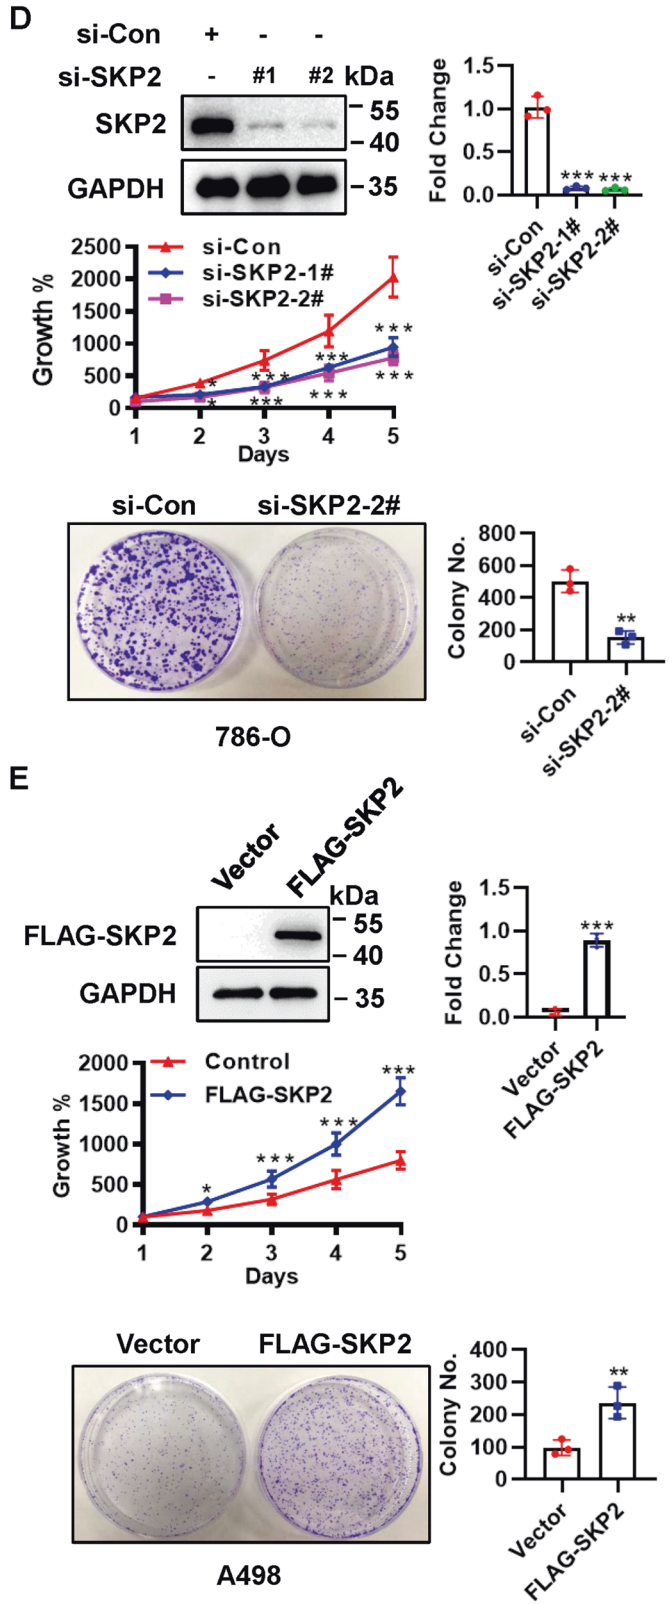 D
si-Con + - -
si-SKP2 - #1 #2 kDa
SKP2
55
40
GAPDH
35
Fold Change
1.5
1.0
0.5
0.0
*** ***
si-Con
si-SKP2-1#
si-SKP2-2#
Growth %
2500
2000
1500
1000
500
0
si-Con
si-SKP2-1#
si-SKP2-2#
* *** *** ***
* *** *** ***
1 2 3 4 5
Days
si-Con si-SKP2-2#
786-O
Colony No.
800
600
400
200
0
**
si-Con
si-SKP2-2#
E
Vector
FLAG-SKP2
kDa
FLAG-SKP2
55
40
GAPDH
35
Fold Change
1.5
1.0
0.5
0.0
***
Vector
FLAG-SKP2
Growth %
2000
1500
1000
500
0
Control
FLAG-SKP2
* *** *** ***
1 2 3 4 5
Days
Vector FLAG-SKP2
A498
Colony No.
400
300
200
100
0
**
Vector
FLAG-SKP2